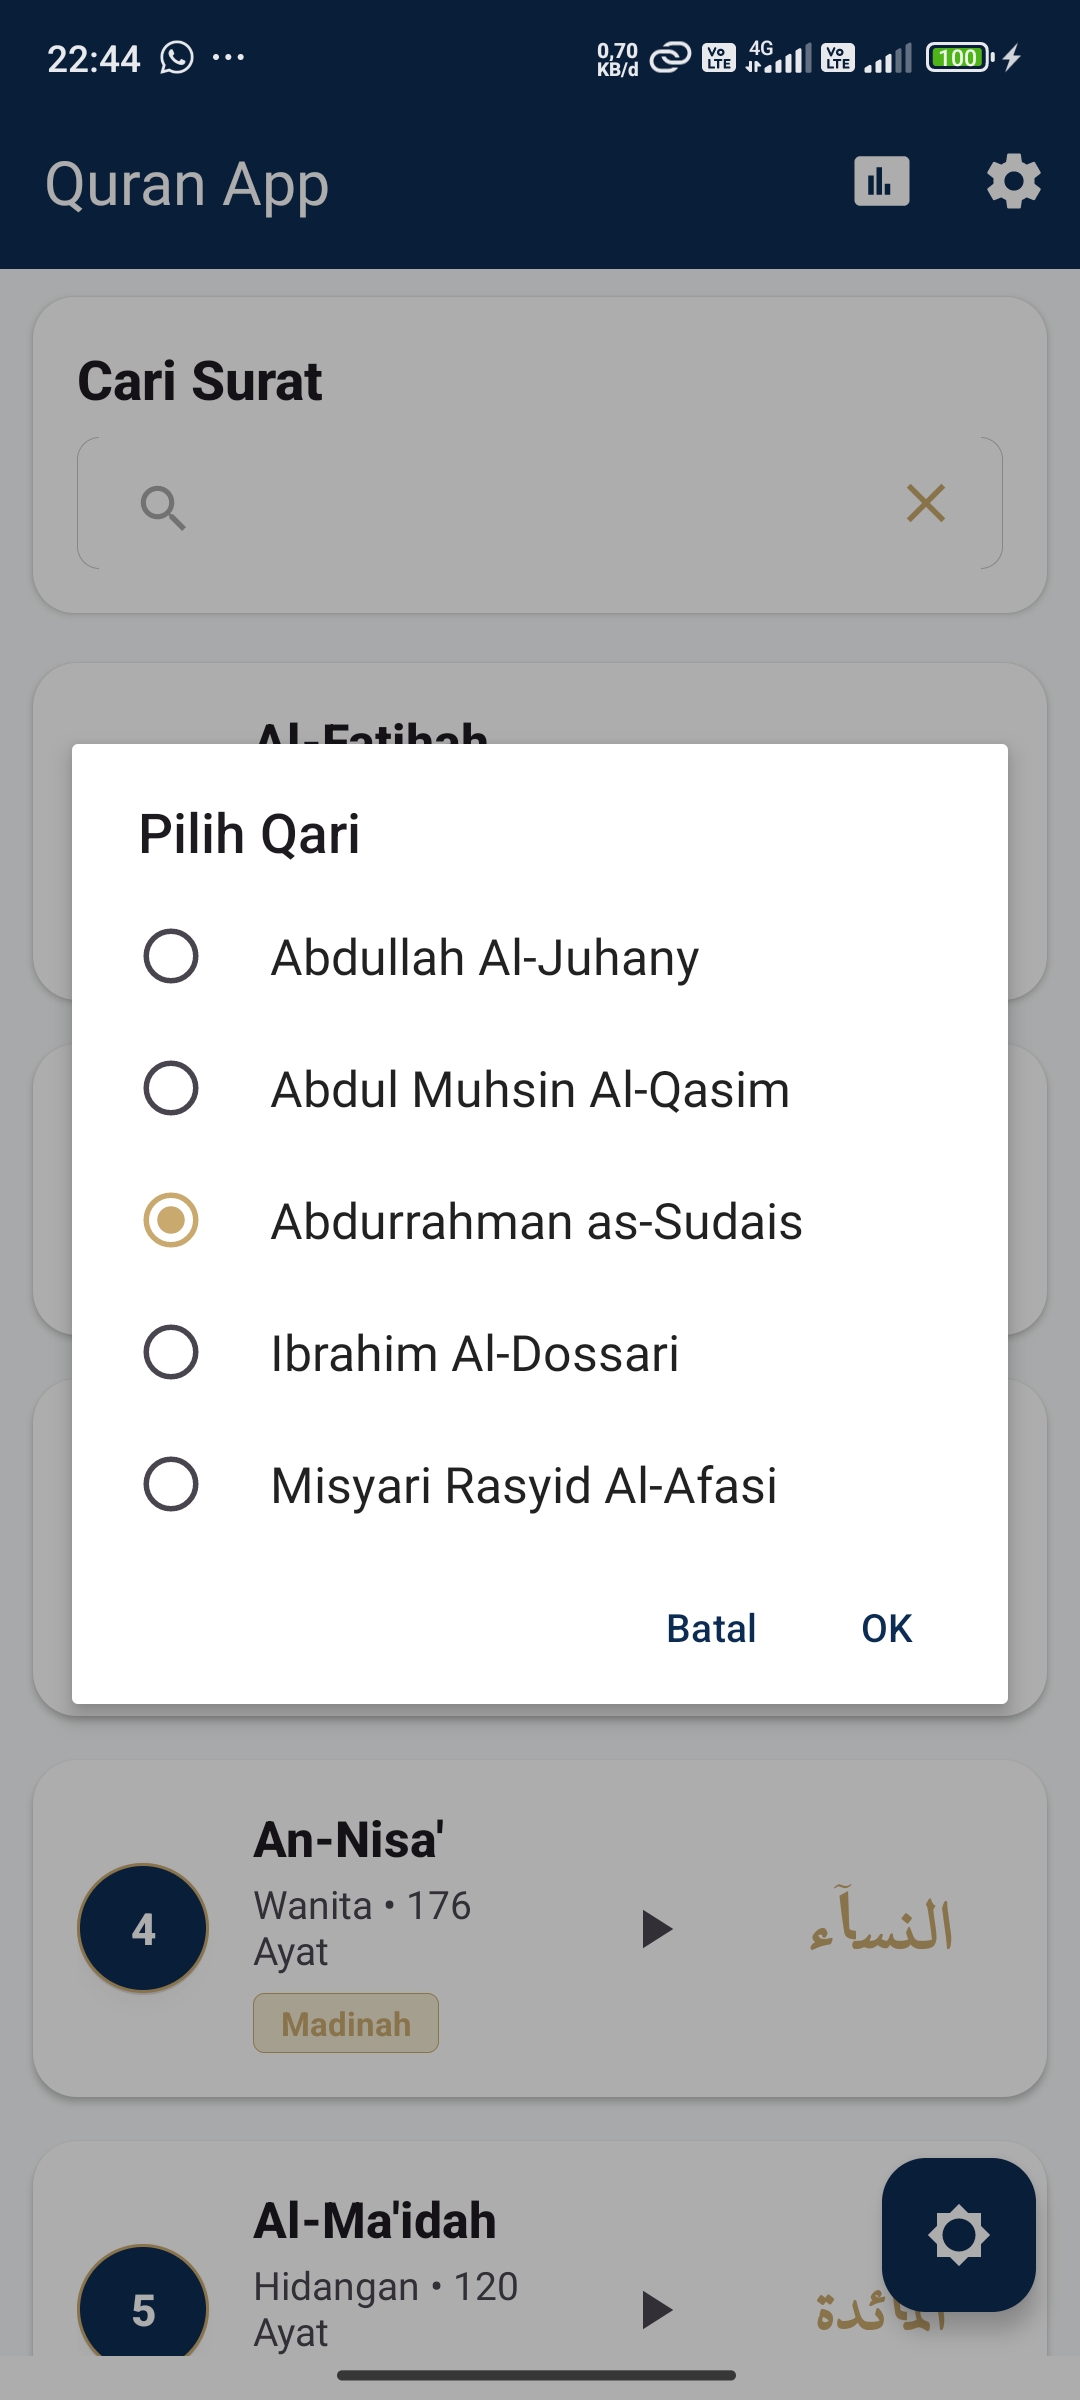 22:44
0,70
KB/d
Vo
LTE
4G
Vo
LTE
100
Quran App
Cari Surat
Al-Fatihah
Pilih Qari
Abdullah Al-Juhany
Abdul Muhsin Al-Qasim
Abdurrahman as-Sudais
Ibrahim Al-Dossari
Misyari Rasyid Al-Afasi
Batal
OK
4
An-Nisa'
Wanita • 176
Ayat
Madinah
النسآء
5
Al-Ma'idah
Hidangan • 120
Ayat